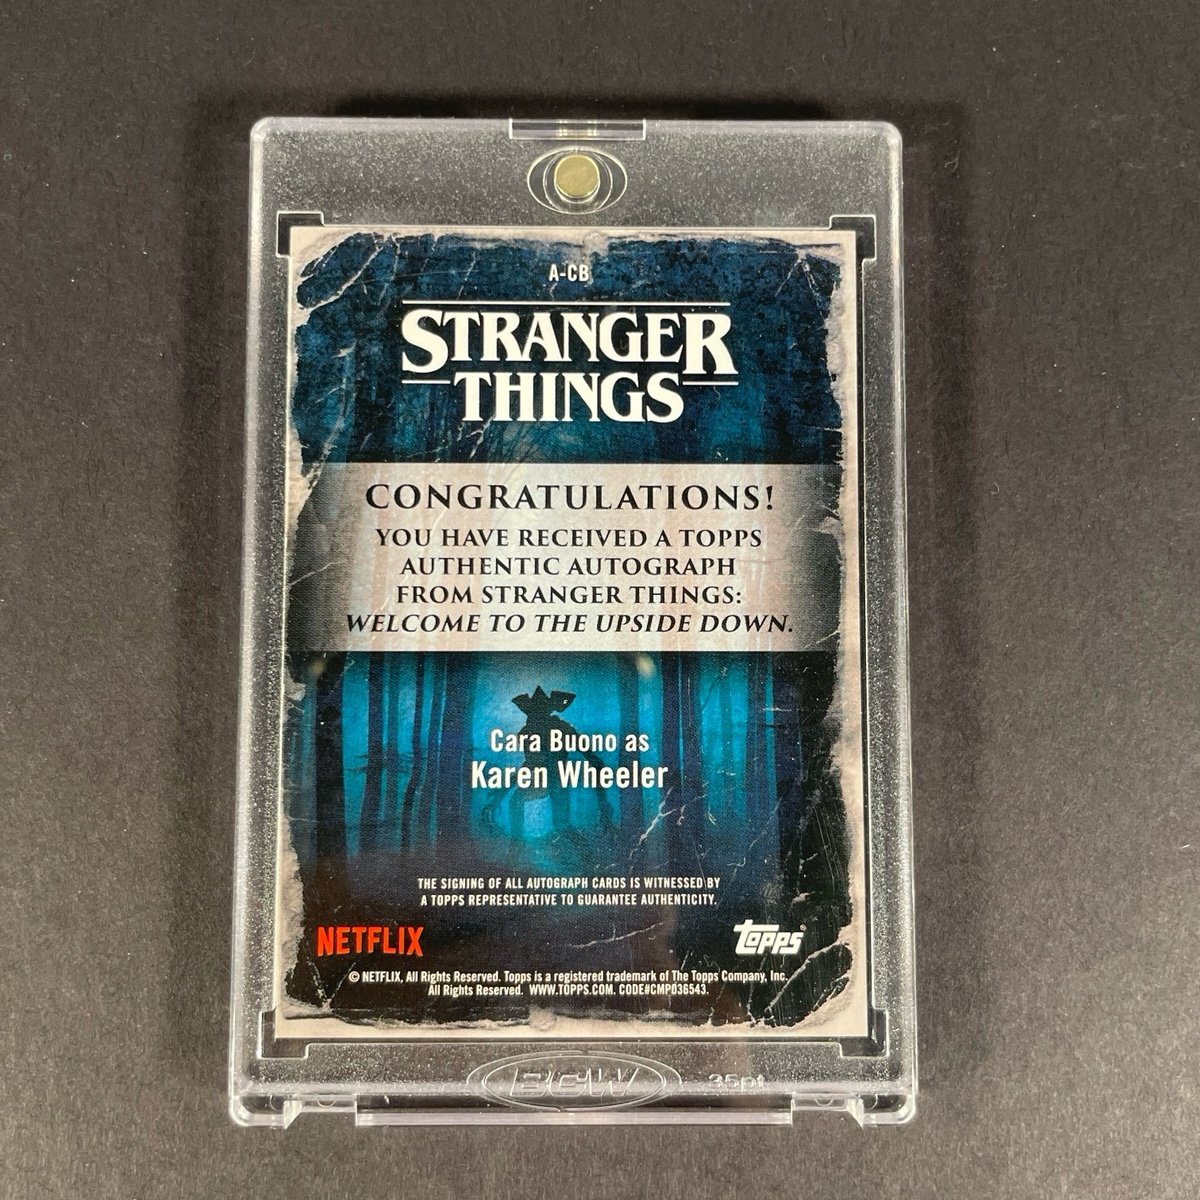 A-CB
STRANGER
THINGS
CONGRATULATIONS!
YOU HAVE RECEIVED A TOPPS
AUTHENTIC AUTOGRAPH
FROM STRANGER THINGS:
WELCOME TO THE UPSIDE DOWN.
Cara Buono as
Karen Wheeler
THE SIGNING OF ALL AUTOGRAPH CARDS IS WITNESSED BY
A TOPPS REPRESENTATIVE TO GUARANTEE AUTHENTICITY.
NETFLIX
topps®
© NETFLIX, All Rights Reserved. Topps is a registered trademark of The Topps Company, Inc.
All Rights Reserved. WWW.TOPPS.COM. CODE#CMP036543.
BCW
35pt